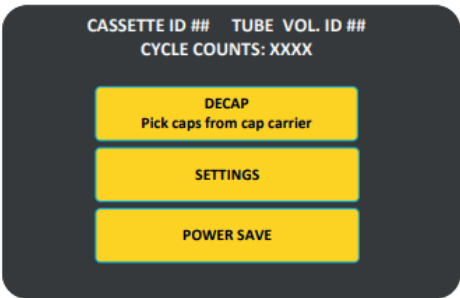 CASSETTE ID ## TUBE VOL. ID ##
CYCLE COUNTS: XXXX
DECAP
Pick caps from cap carrier
SETTINGS
POWER SAVE